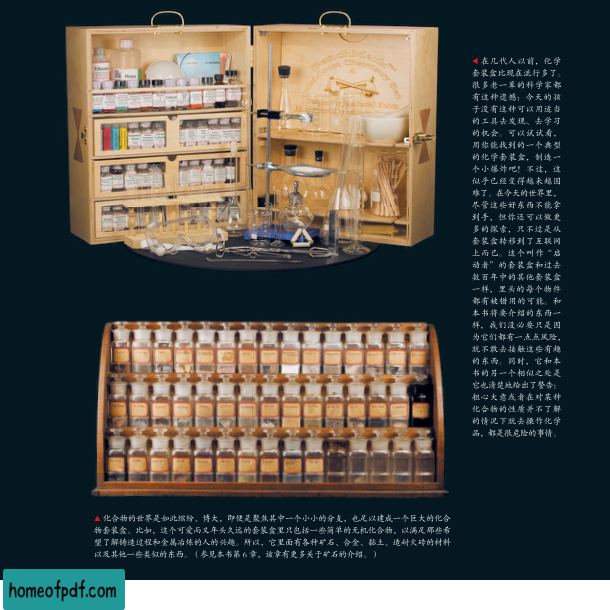 ◀ 在几代人以前，化学
套装盒比现在流行多了。
很多老一辈的科学家都
有这种遗憾：今天的孩
子没有这种可以用适当
的工具去发现、去学习
的机会。可以试试看，
用你能找到的一个典型
的化学套装盒，制造一
个小爆炸吧！不过，这
似乎已经变得越来越困
难了。在今天的世界里，
尽管这些好东西不能拿
到手，但你还可以做更
多的探索，只不过是从
套装盒转移到了互联网
上而已。这个叫作“启
动者”的套装盒和过去
数百年中的其他套装盒
一样，里头的每个物件
都有被错用的可能。和
本书将要介绍的东西一
样，我们没必要只是因
为它们都有一点点风险，
就不敢去接触这些有趣
的东西。同时，它和本
书的另一个相似之处是
它也清楚地给出了警告：
粗心大意或者在对某种
化合物的性质并不了解
的情况下就去操作化学
品，都是很危险的事情。
▲ 化合物的世界是如此缤纷、博大，即便是聚焦其中一个小小的分支，也足以建成一个巨大的化合
物套装盒。比如，这个可爱而又年头久远的套装盒里只包括一些简单的无机化合物，以满足那些希
望了解铸造过程和金属冶炼的人的兴趣。所以，它里面有各种矿石、合金、黏土、造耐火砖的材料
以及其他一些类似的东西。（参见本书第 6 章，该章有更多关于矿石的介绍。）
homeofpdf.com